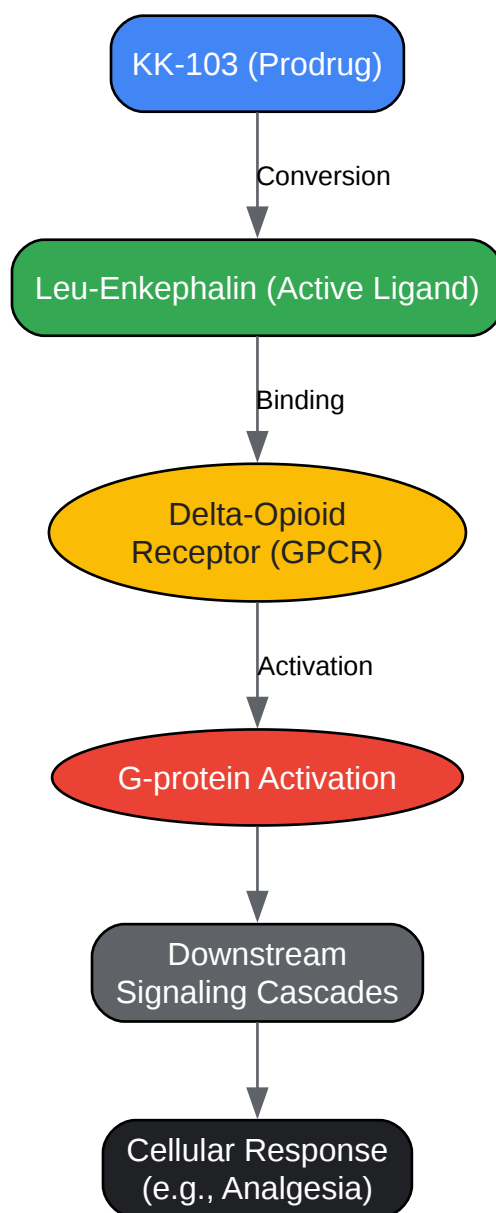 KK-103 (Prodrug)
Conversion
Leu-Enkephalin (Active Ligand)
Binding
Delta-Opioid
Receptor (GPCR)
Activation
G-protein Activation
Downstream
Signaling Cascades
Cellular Response
(e.g., Analgesia)